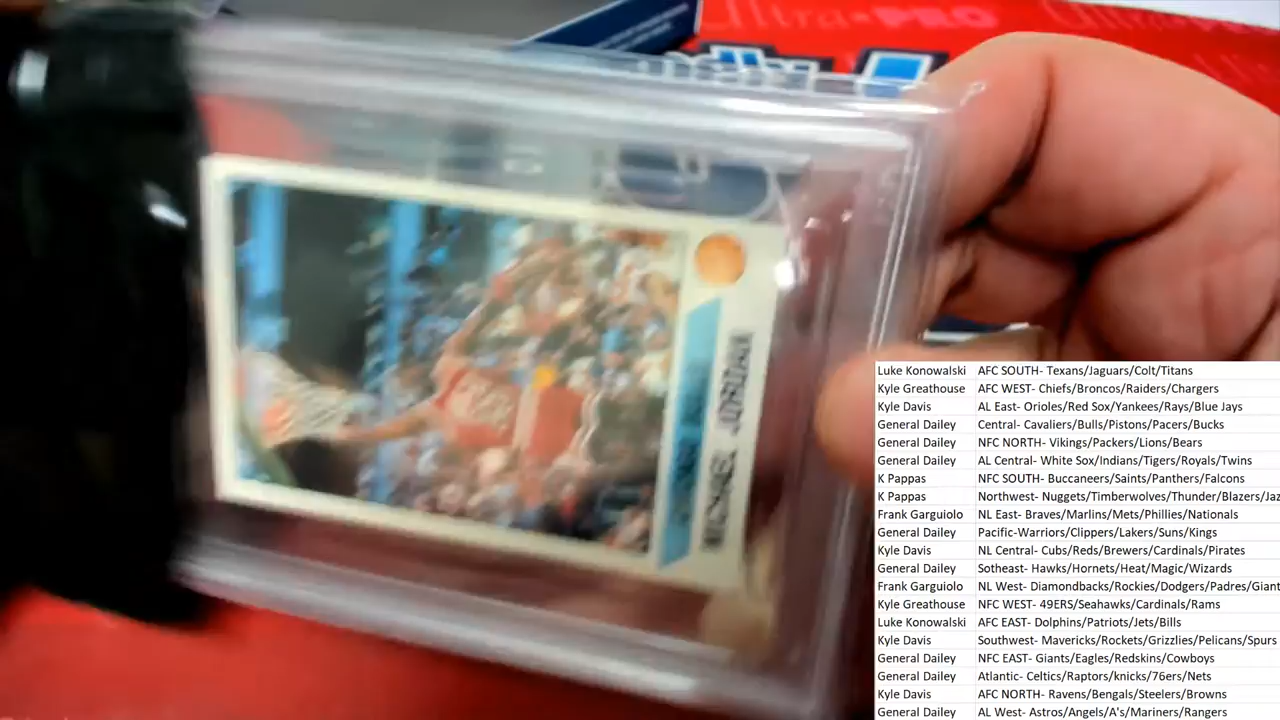 Ultra-PRO Ultra-PRO
MICHAEL JORDAN
Luke Konowalski AFC SOUTH- Texans/Jaguars/Colt/Titans
Kyle Greathouse AFC WEST- Chiefs/Broncos/Raiders/Chargers
Kyle Davis AL East- Orioles/Red Sox/Yankees/Rays/Blue Jays
General Dailey Central- Cavaliers/Bulls/Pistons/Pacers/Bucks
General Dailey NFC NORTH- Vikings/Packers/Lions/Bears
General Dailey AL Central- White Sox/Indians/Tigers/Royals/Twins
K Pappas NFC SOUTH- Buccaneers/Saints/Panthers/Falcons
K Pappas Northwest- Nuggets/Timberwolves/Thunder/Blazers/Jaz
Frank Garguiolo NL East- Braves/Marlins/Mets/Phillies/Nationals
General Dailey Pacific-Warriors/Clippers/Lakers/Suns/Kings
Kyle Davis NL Central- Cubs/Reds/Brewers/Cardinals/Pirates
General Dailey Sotheast- Hawks/Hornets/Heat/Magic/Wizards
Frank Garguiolo NL West- Diamondbacks/Rockies/Dodgers/Padres/Giant
Kyle Greathouse NFC WEST- 49ERS/Seahawks/Cardinals/Rams
Luke Konowalski AFC EAST- Dolphins/Patriots/Jets/Bills
Kyle Davis Southwest- Mavericks/Rockets/Grizzlies/Pelicans/Spurs
General Dailey NFC EAST- Giants/Eagles/Redskins/Cowboys
General Dailey Atlantic- Celtics/Raptors/knicks/76ers/Nets
Kyle Davis AFC NORTH- Ravens/Bengals/Steelers/Browns
General Dailey AL West- Astros/Angels/A's/Mariners/Rangers